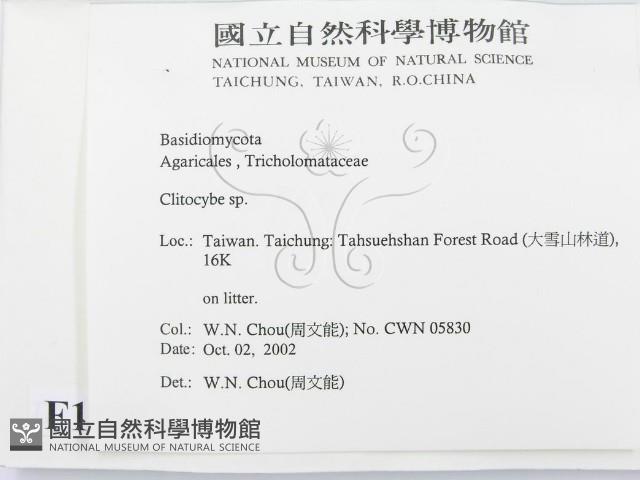 國立自然科學博物館
NATIONAL MUSEUM OF NATURAL SCIENCE
TAICHUNG, TAIWAN, R.O.CHINA
Basidiomycota
Agaricales , Tricholomataceae
Clitocybe sp.
Loc.: Taiwan. Taichung: Tahsuehshan Forest Road (大雪山林道),
16K
on litter.
Col.: W.N. Chou(周文能); No. CWN 05830
Date: Oct. 02, 2002
Det.: W.N. Chou(周文能)
F1
國立自然科學博物館
NATIONAL MUSEUM OF NATURAL SCIENCE